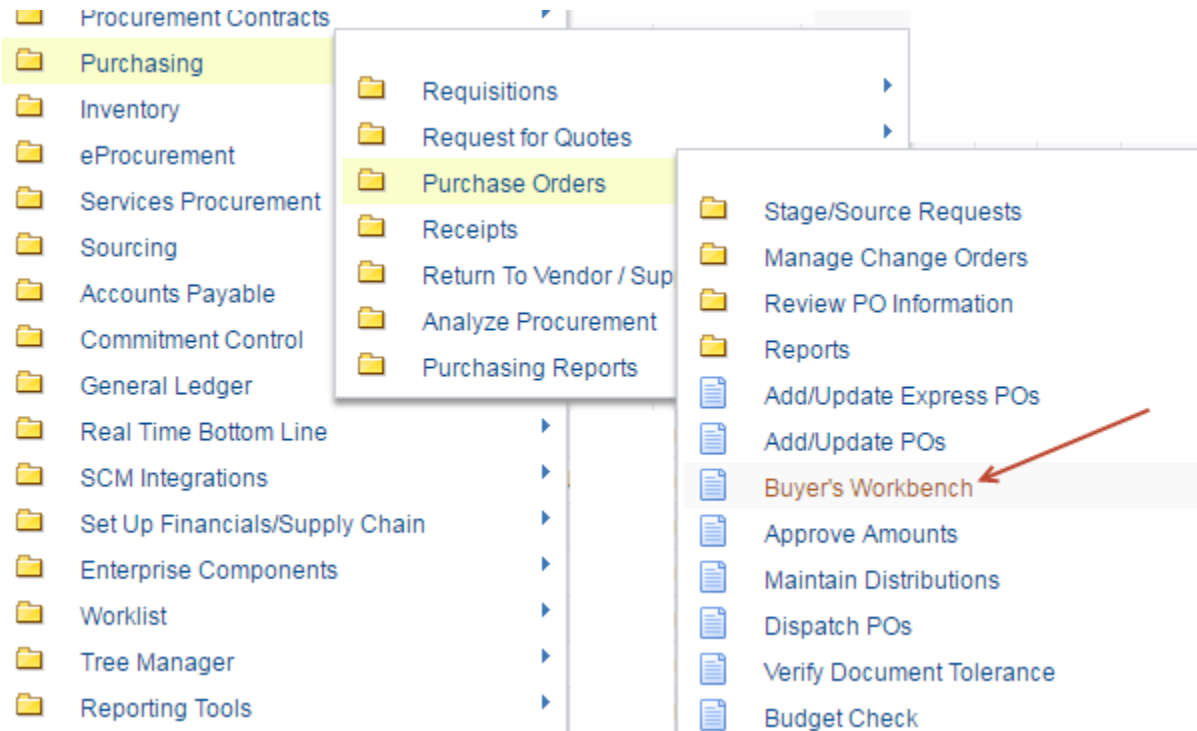 Procurement Contracts
Purchasing
Inventory
eProcurement
Services Procurement
Sourcing
Accounts Payable
Commitment Control
General Ledger
Real Time Bottom Line
SCM Integrations
Set Up Financials/Supply Chain
Enterprise Components
Worklist
Tree Manager
Reporting Tools
Requisitions
Request for Quotes
Purchase Orders
Receipts
Return To Vendor / Sup
Analyze Procurement
Purchasing Reports
Stage/Source Requests
Manage Change Orders
Review PO Information
Reports
Add/Update Express POs
Add/Update POs
Buyer's Workbench
Approve Amounts
Maintain Distributions
Dispatch POs
Verify Document Tolerance
Budget Check